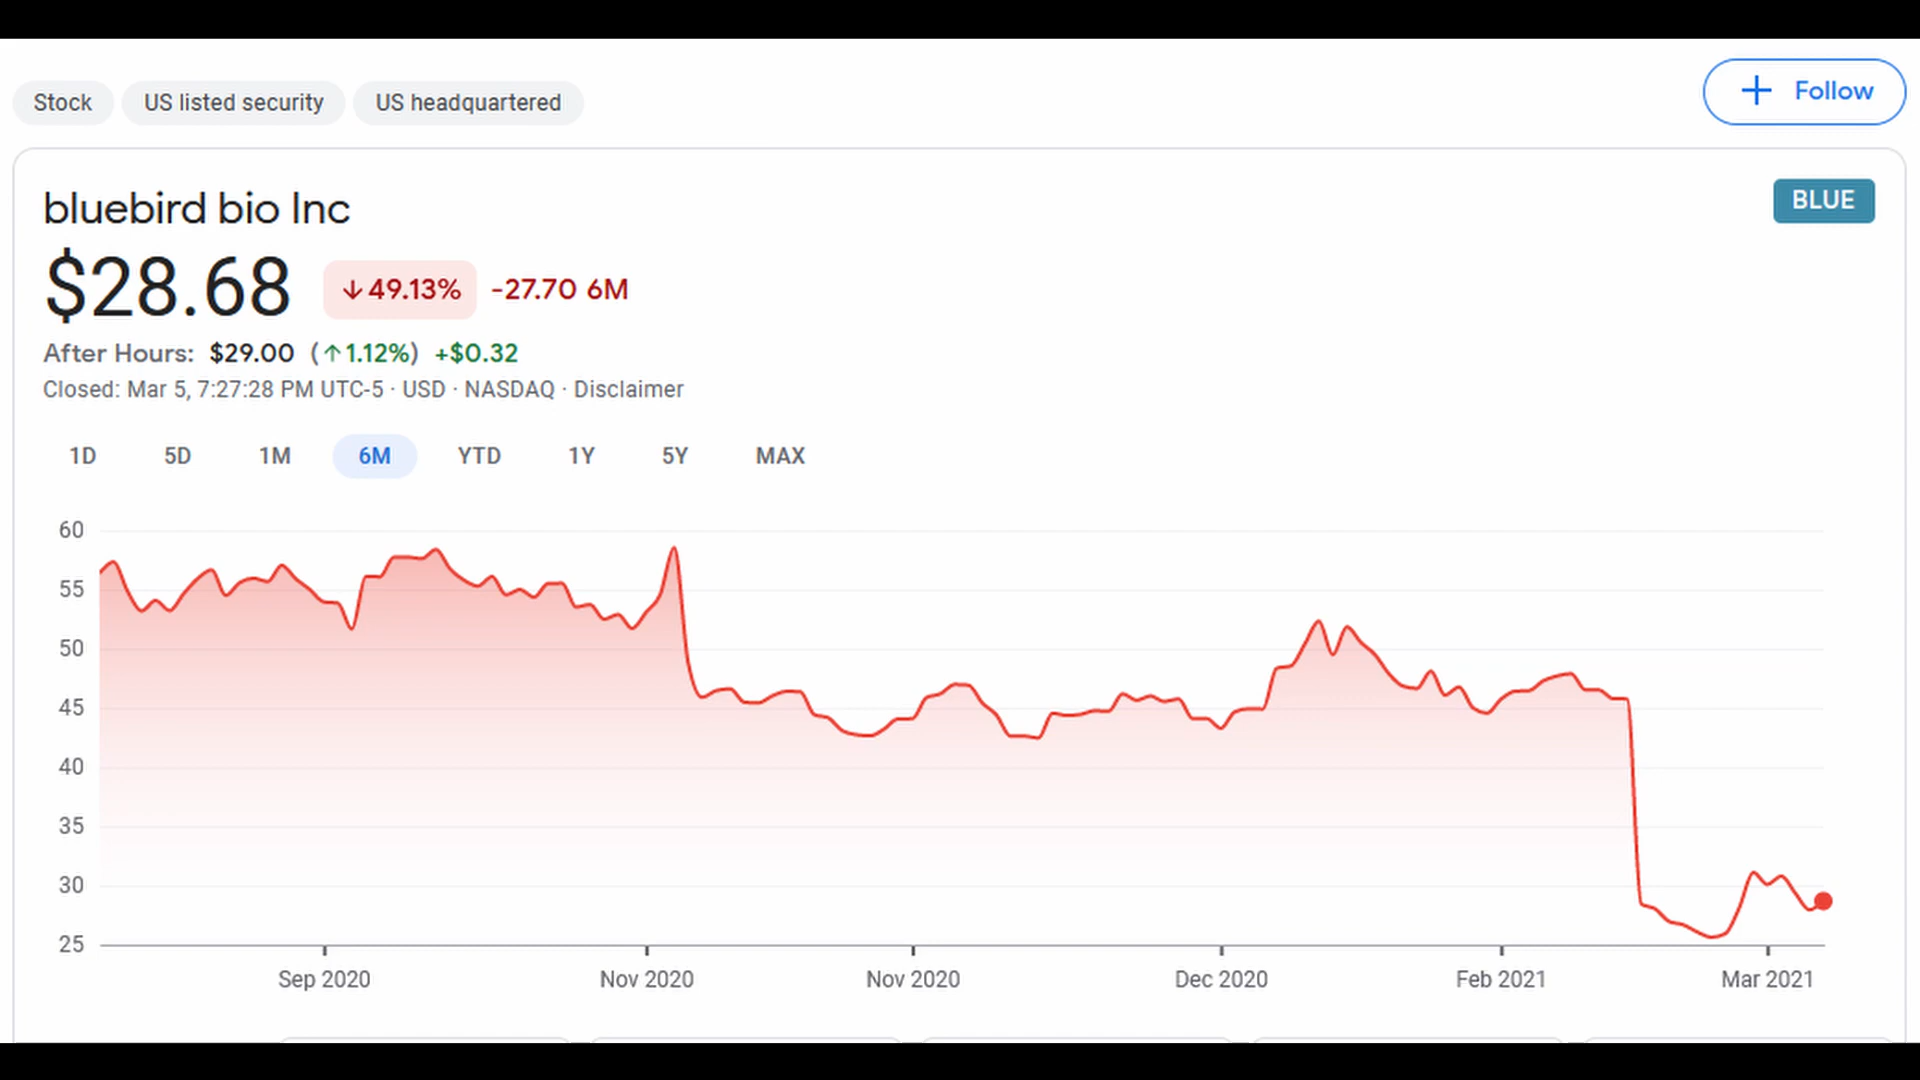 Stock US listed security US headquartered
+ Follow
bluebird bio Inc
BLUE
$28.68 ↓49.13% -27.70 6M
After Hours: $29.00 (↑1.12%) +$0.32
Closed: Mar 5, 7:27:28 PM UTC-5 · USD · NASDAQ · Disclaimer
1D 5D 1M 6M YTD 1Y 5Y MAX
60
55
50
45
40
35
30
25
Sep 2020 Nov 2020 Nov 2020 Dec 2020 Feb 2021 Mar 2021